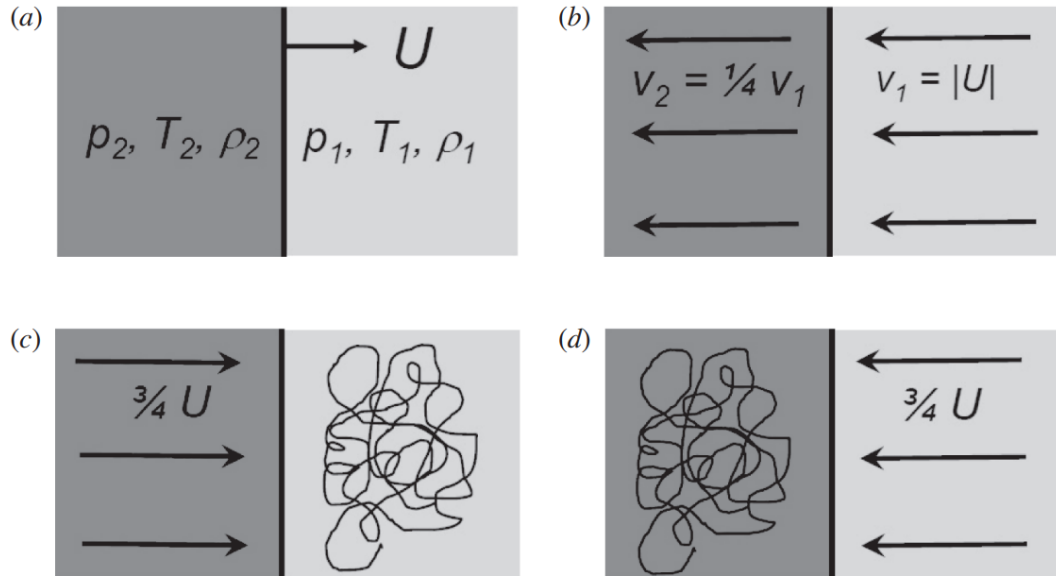 (a)
U
p₂, T₂, ρ₂
p₁, T₁, ρ₁
(b)
v₂ = ¼ v₁
v₁ = |U|
(c)
¾ U
(d)
¾ U